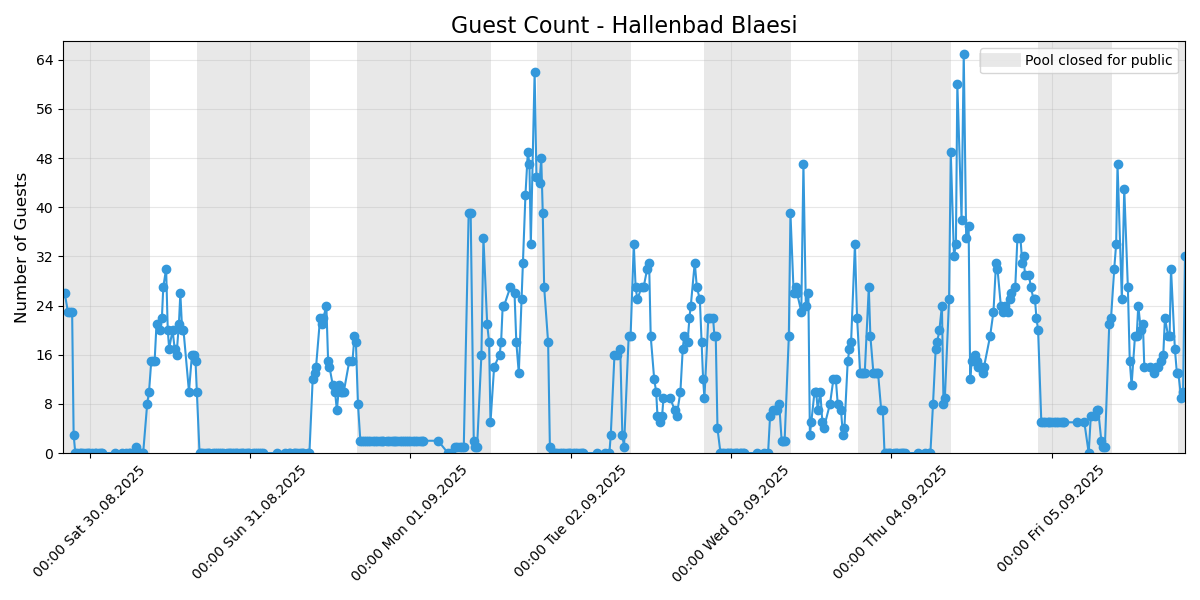 Guest Count - Hallenbad Blaesi
Pool closed for public
Number of Guests
64
56
48
40
32
24
16
8
0
00:00 Sat 30.08.2025
00:00 Sun 31.08.2025
00:00 Mon 01.09.2025
00:00 Tue 02.09.2025
00:00 Wed 03.09.2025
00:00 Thu 04.09.2025
00:00 Fri 05.09.2025